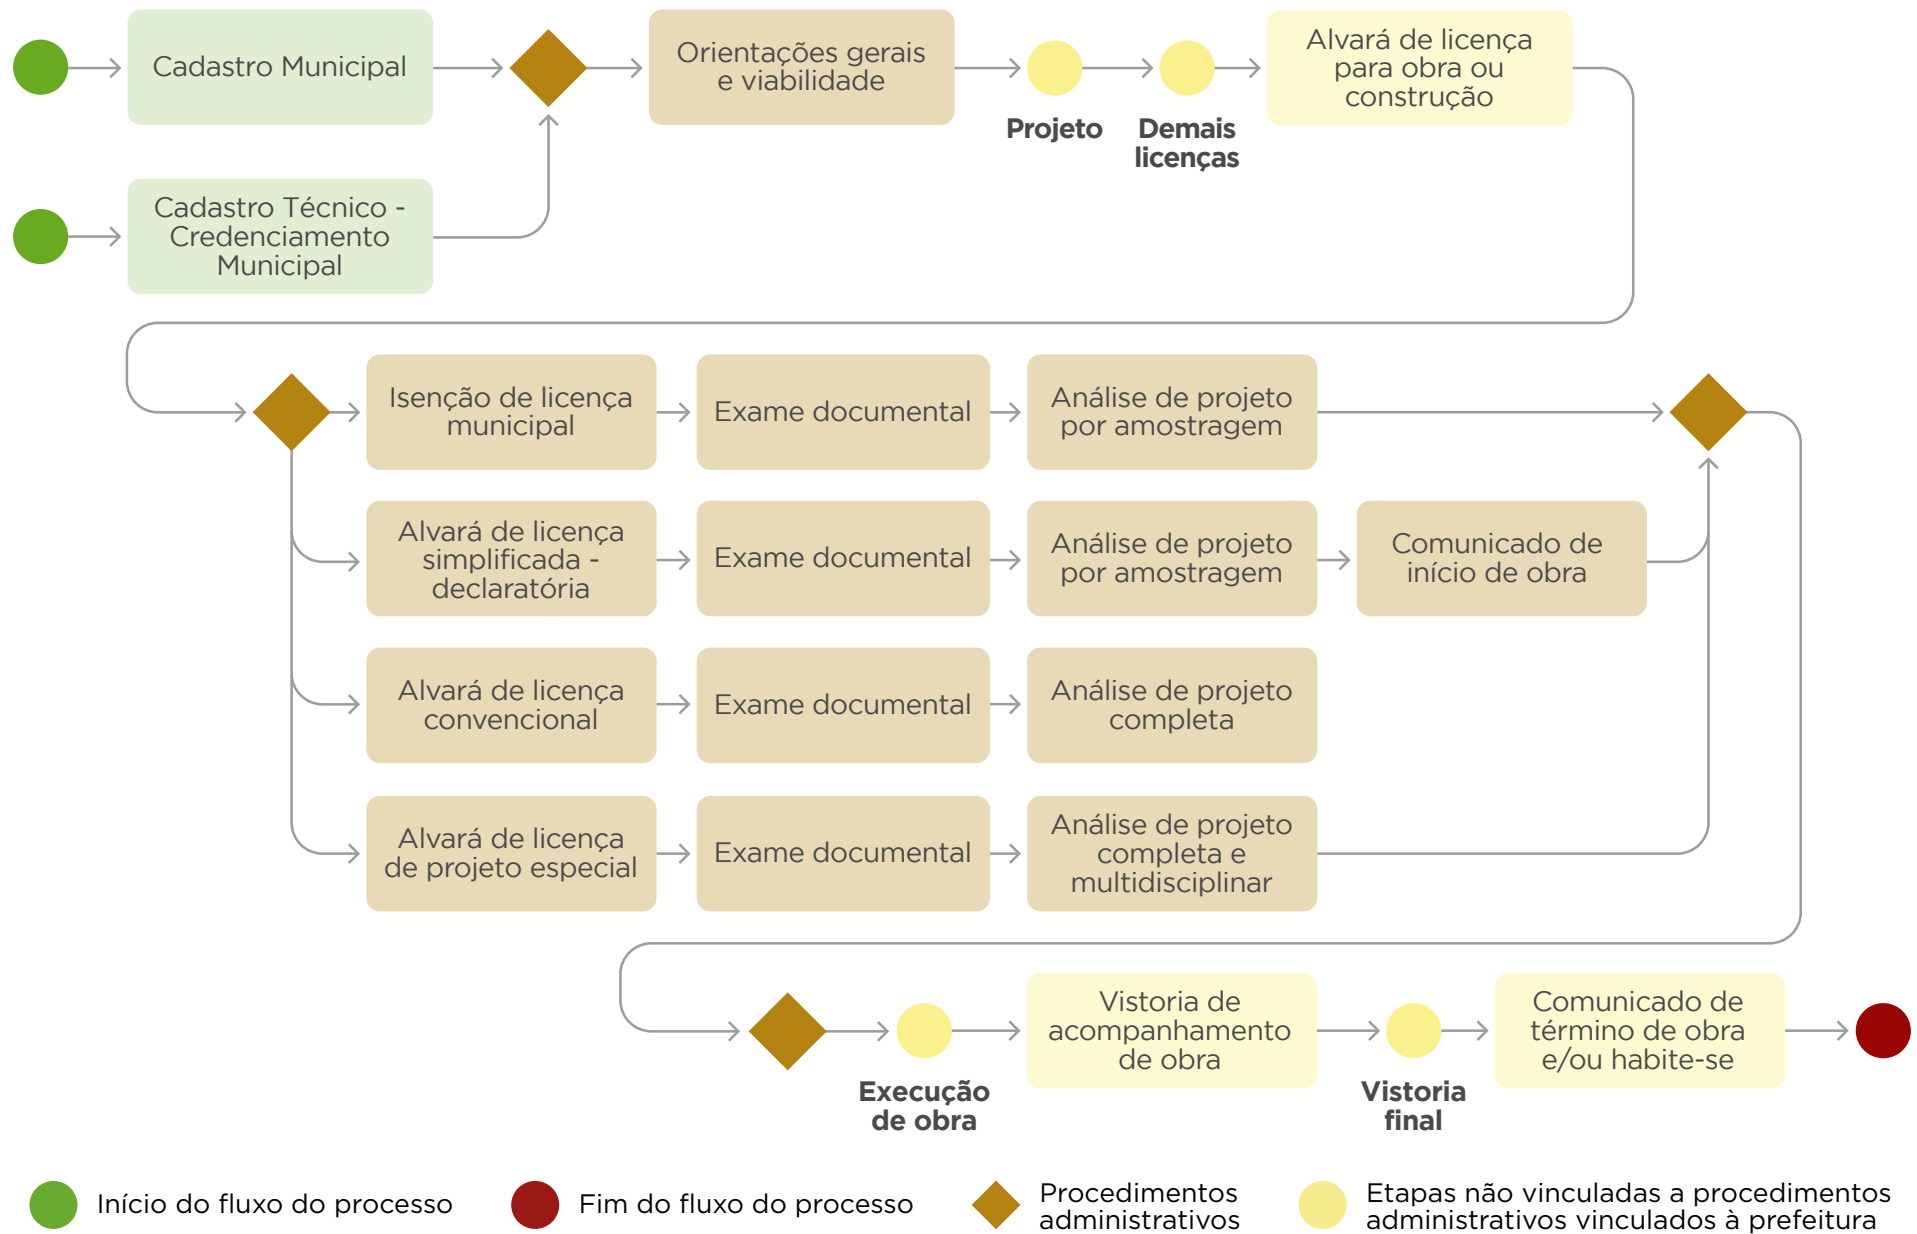 Cadastro Municipal
Orientações gerais
e viabilidade
Projeto
Demais
licenças
Alvará de licença
para obra ou
construção
Cadastro Técnico -
Credenciamento
Municipal
Isenção de licença
municipal
Exame documental
Análise de projeto
por amostragem
Alvará de licença
simplificada -
declaratória
Exame documental
Análise de projeto
por amostragem
Comunicado de
início de obra
Alvará de licença
convencional
Exame documental
Análise de projeto
completa
Alvará de licença
de projeto especial
Exame documental
Análise de projeto
completa e
multidisciplinar
Execução
de obra
Vistoria de
acompanhamento
de obra
Vistoria
final
Comunicado de
término de obra
e/ou habite-se
Início do fluxo do processo
Fim do fluxo do processo
Procedimentos
administrativos
Etapas não vinculadas a procedimentos
administrativos vinculados à prefeitura